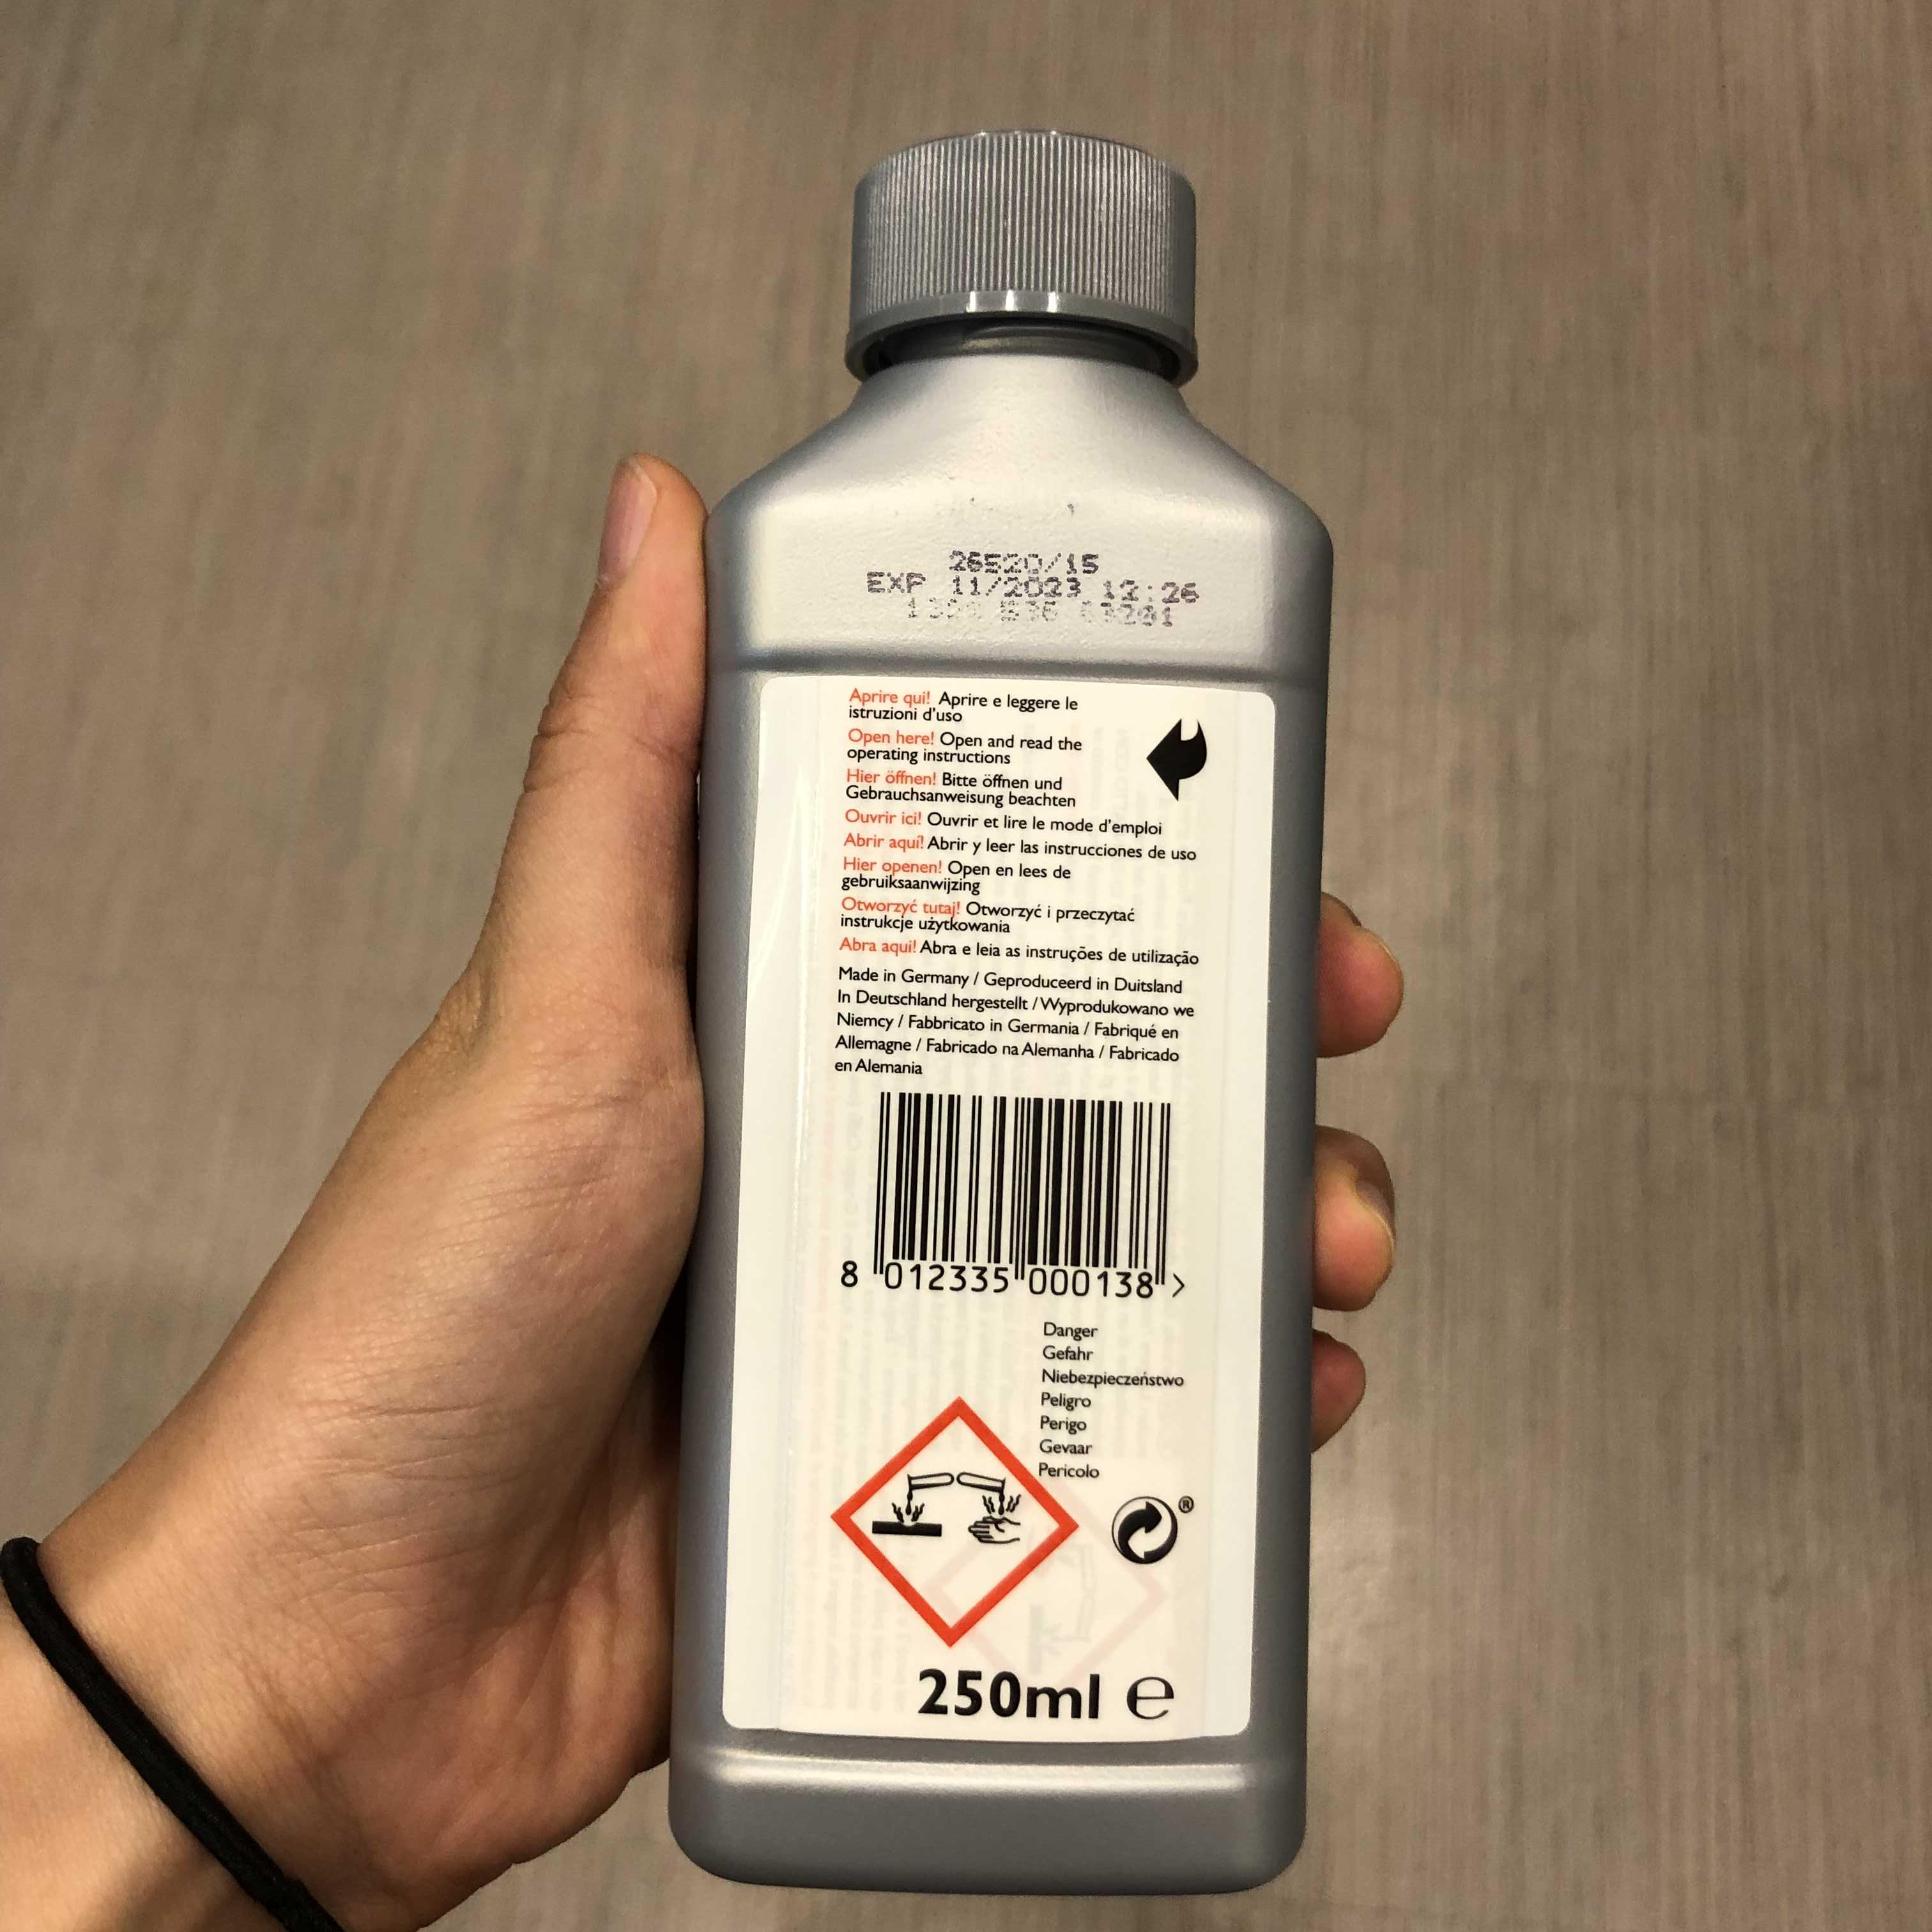 26520/15
EXP 11/2023 12:26
Aprire qui! Aprire e leggere le
istruzioni d'uso
Open here! Open and read the
operating instructions
Hier öffnen! Bitte öffnen und
Gebrauchsanweisung beachten
Ouvrir ici! Ouvrir et lire le mode d'emploi
Abrir aquí! Abrir y leer las instrucciones de uso
Hier openen! Open en lees de
gebruiksaanwijzing
Otworzyć tutaj! Otworzyć i przeczytać
instrukcje użytkowania
Abra aqui! Abra e leia as instruções de utilização
Made in Germany / Geproduceerd in Duitsland
In Deutschland hergestellt / Wyprodukowano we
Niemcy / Fabbricato in Germania / Fabriqué en
Allemagne / Fabricado na Alemanha / Fabricado
en Alemania
8 012335 000138 >
Danger
Gefahr
Niebezpieczeństwo
Peligro
Perigo
Gevaar
Pericolo
®
250ml e